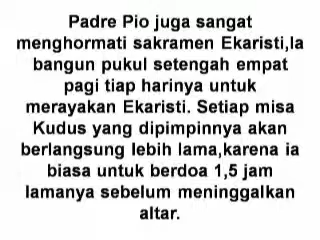 Padre Pio juga sangat
menghormati sakramen Ekaristi,Ia
bangun pukul setengah empat
pagi tiap harinya untuk
merayakan Ekaristi. Setiap misa
Kudus yang dipimpinnya akan
berlangsung lebih lama,karena ia
biasa untuk berdoa 1,5 jam
lamanya sebelum meninggalkan
altar.